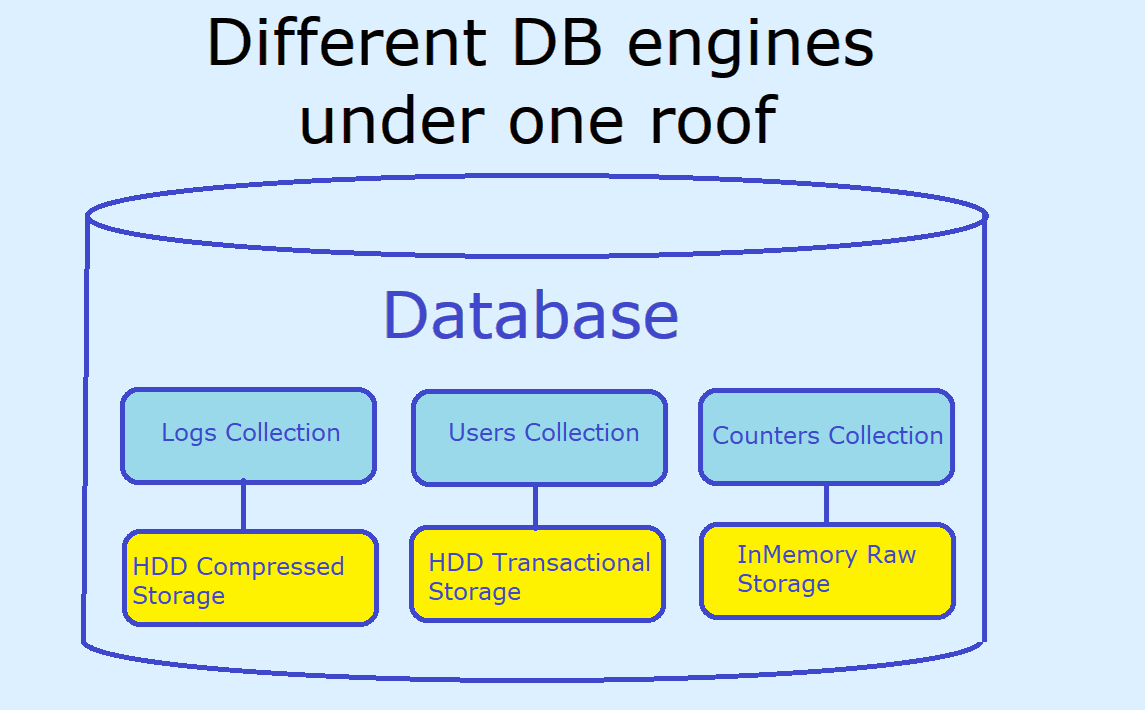 Different DB engines
under one roof
Database
Logs Collection
Users Collection
Counters Collection
HDD Compressed
Storage
HDD Transactional
Storage
InMemory Raw
Storage